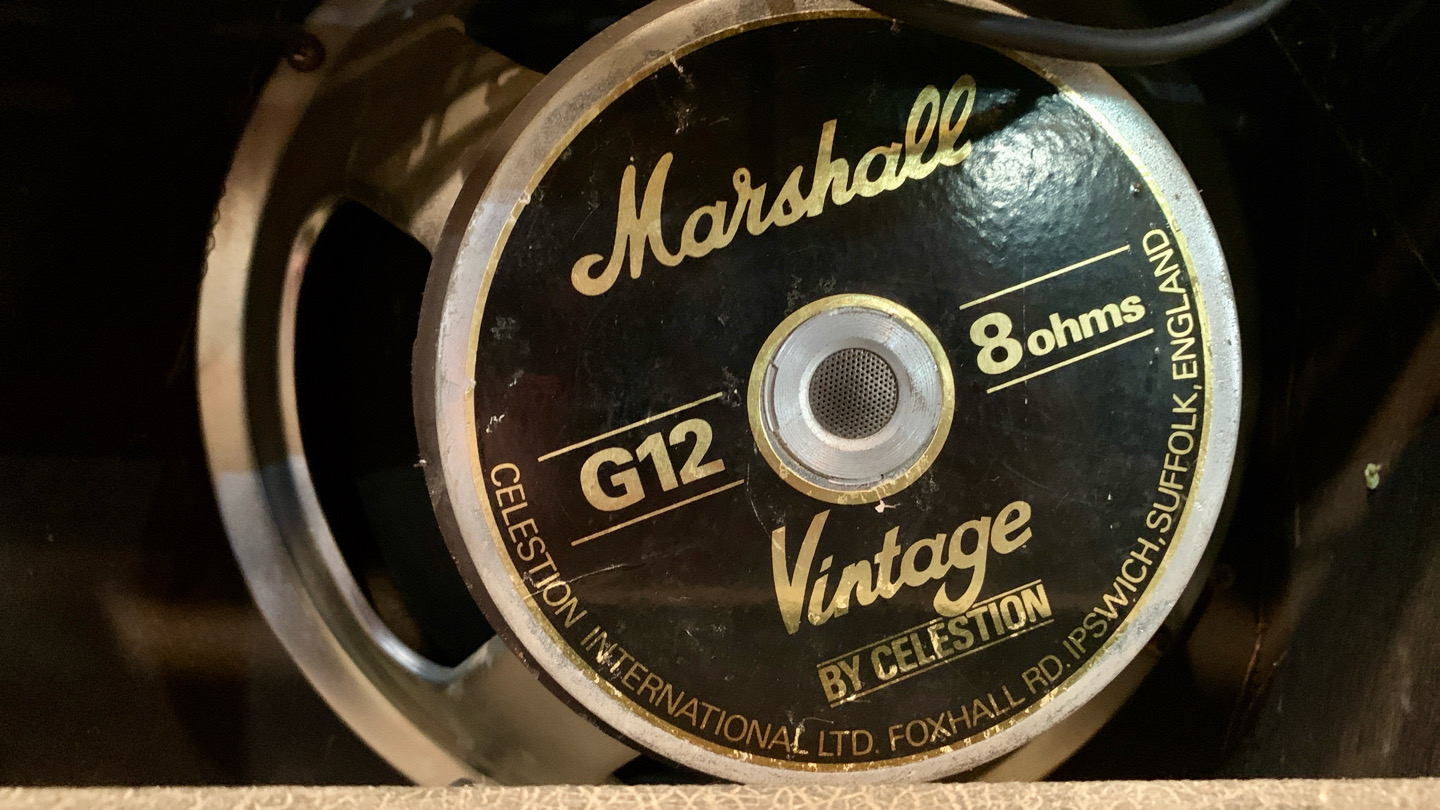 Marshall
8 ohms
G12
Vintage
BY CELESTION
CELESTION INTERNATIONAL LTD. FOXHALL RD. IPSWICH, SUFFOLK, ENGLAND